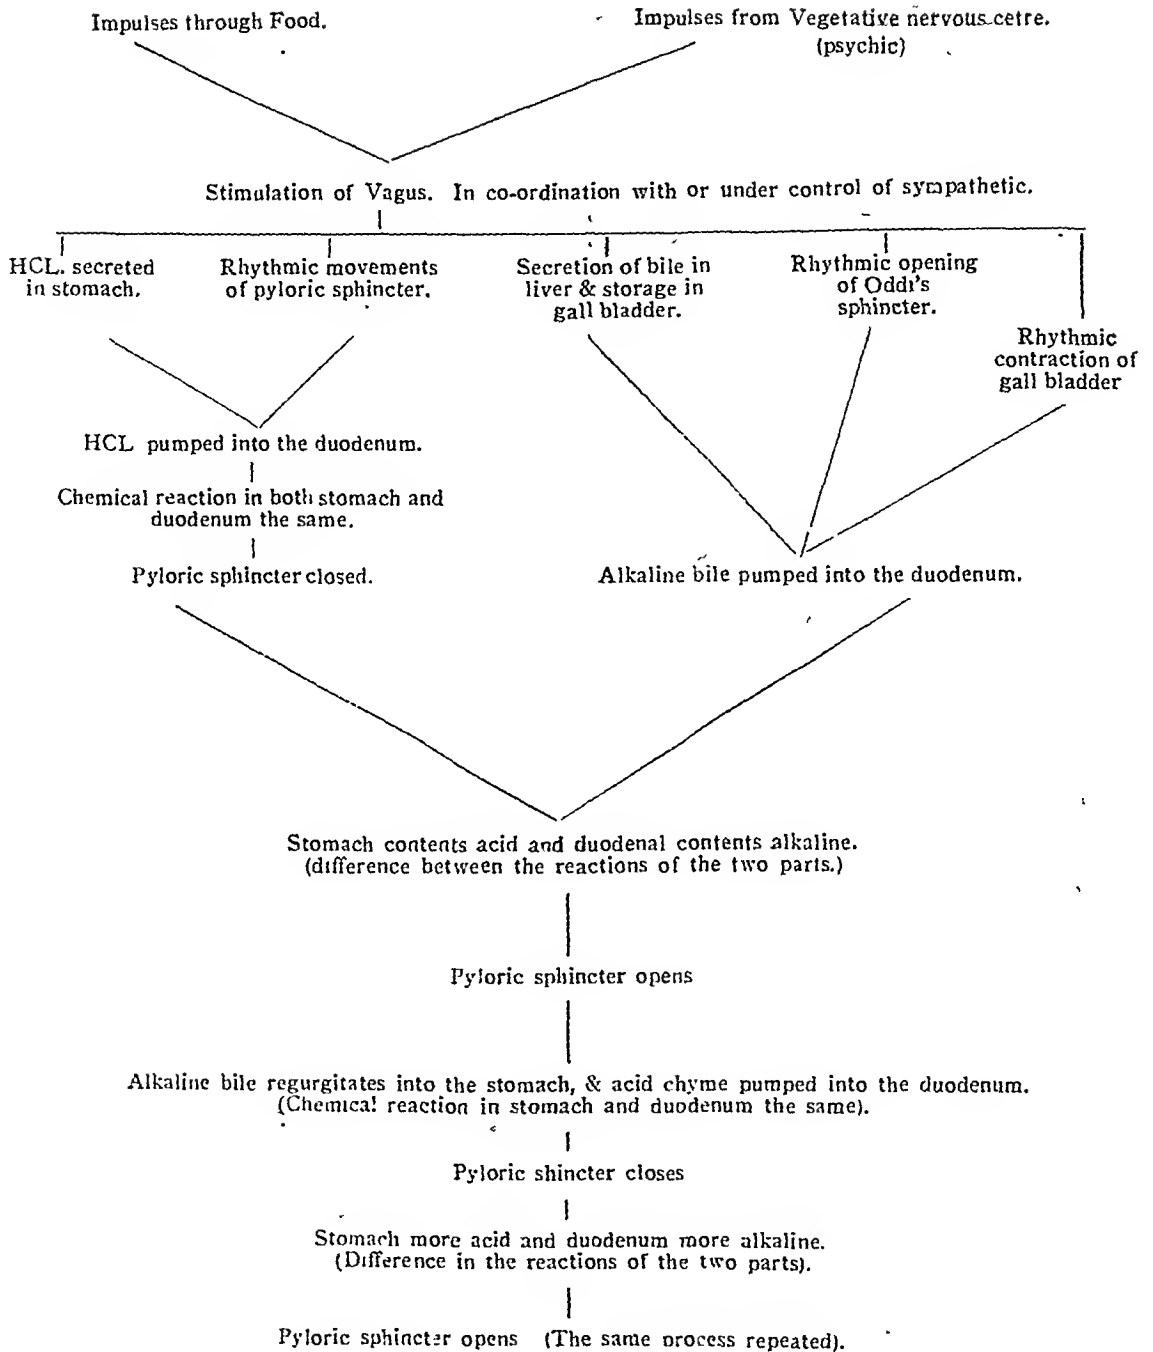 Impulses through Food.
Impulses from Vegetative nervous cetre.
(psychic)
Stimulation of Vagus. In co-ordination with or under control of sympathetic.
HCL. secreted
in stomach.
Rhythmic movements
of pyloric sphincter.
Secretion of bile in
liver & storage in
gall bladder.
Rhythmic opening
of Oddi's
sphincter.
Rhythmic
contraction of
gall bladder
HCL pumped into the duodenum.
Chemical reaction in both stomach and
duodenum the same.
Pyloric sphincter closed.
Alkaline bile pumped into the duodenum.
Stomach contents acid and duodenal contents alkaline.
(difference between the reactions of the two parts.)
Pyloric sphincter opens
Alkaline bile regurgitates into the stomach, & acid chyme pumped into the duodenum.
(Chemical reaction in stomach and duodenum the same).
Pyloric shincter closes
Stomach more acid and duodenum more alkaline.
(Difference in the reactions of the two parts).
Pyloric sphincter opens (The same process repeated).